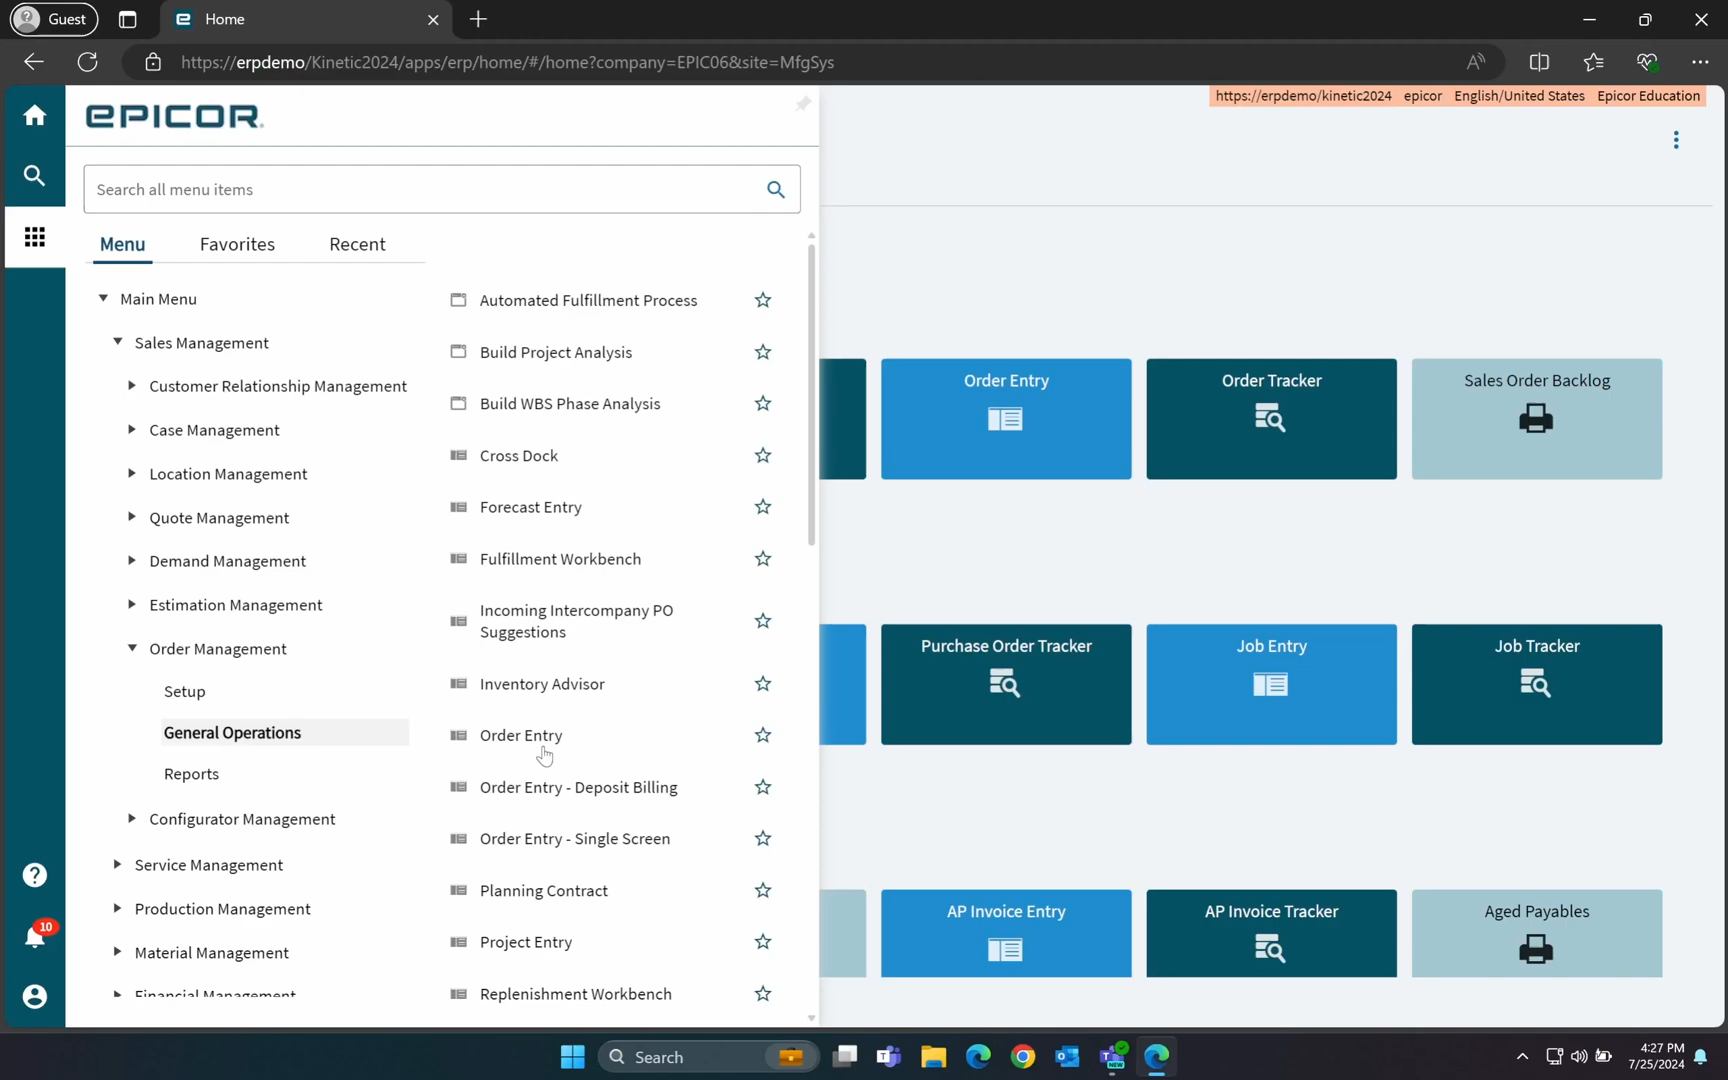 Guest
Home
https://erpdemo/Kinetic2024/apps/erp/home/#/home?company=EPIC06&site=MfgSys
https://erpdemo/kinetic2024 epicor English/United States Epicor Education
EPICOR
Search all menu items
Menu Favorites Recent
Main Menu
Sales Management
Customer Relationship Management
Case Management
Location Management
Quote Management
Demand Management
Estimation Management
Order Management
Setup
General Operations
Reports
Configurator Management
Service Management
Production Management
Material Management
Financial Management
Automated Fulfillment Process
Build Project Analysis
Build WBS Phase Analysis
Cross Dock
Forecast Entry
Fulfillment Workbench
Incoming Intercompany PO
Suggestions
Inventory Advisor
Order Entry
Order Entry - Deposit Billing
Order Entry - Single Screen
Planning Contract
Project Entry
Replenishment Workbench
Order Entry
Order Tracker
Sales Order Backlog
Purchase Order Tracker
Job Entry
Job Tracker
AP Invoice Entry
AP Invoice Tracker
Aged Payables
10
Search
NEW
4:27 PM
7/25/2024